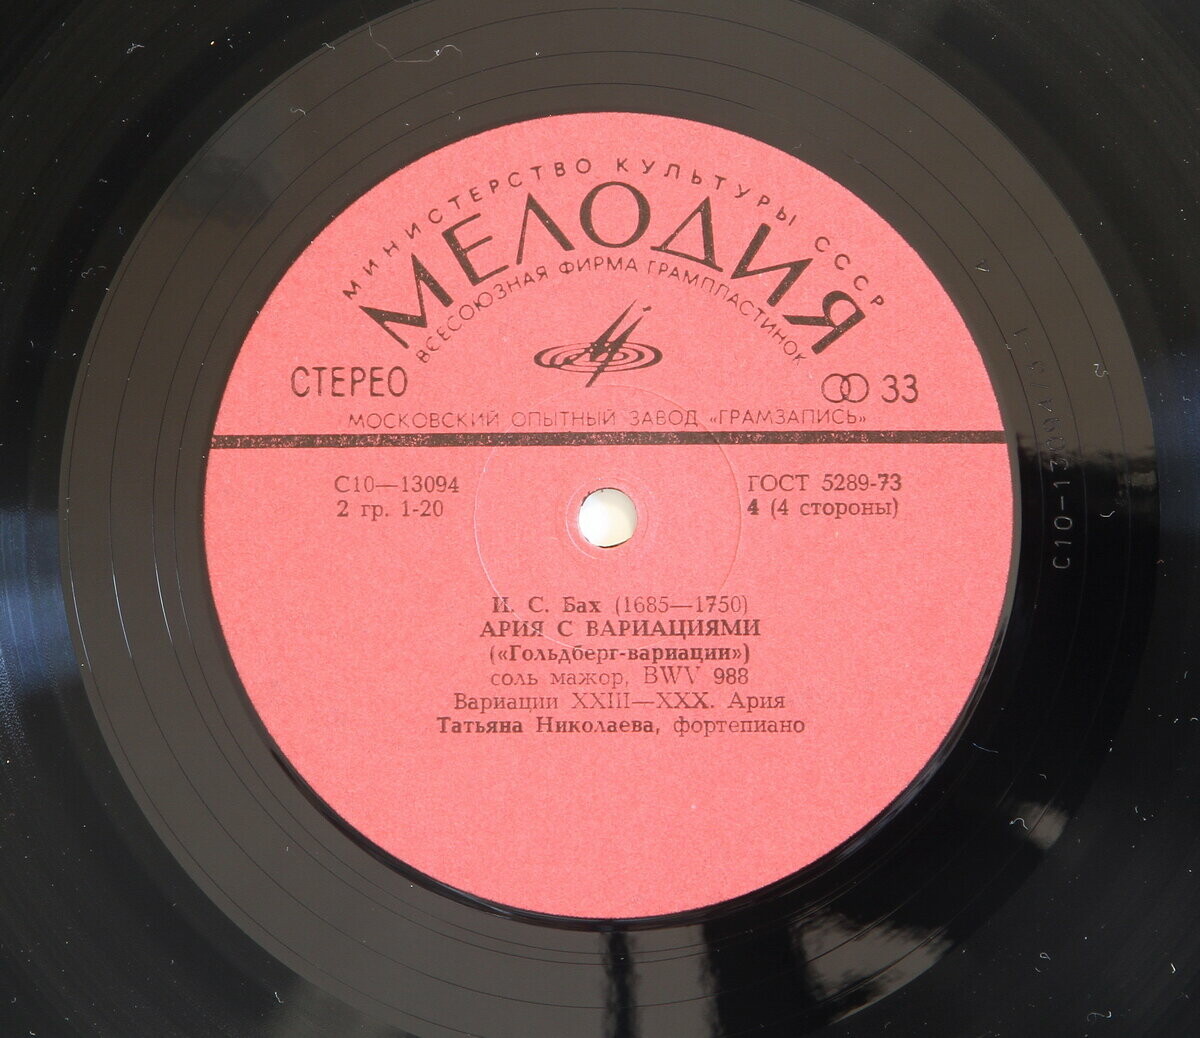 МИНИСТЕРСТВО КУЛЬТУРЫ СССР
МЕЛОДИЯ
ВСЕСОЮЗНАЯ ФИРМА ГРАМПЛАСТИНОК
СТЕРЕО
33
МОСКОВСКИЙ ОПЫТНЫЙ ЗАВОД «ГРАМЗАПИСЬ»
С10—13094
ГОСТ 5289-73
2 гр. 1-20
4 (4 стороны)
И. С. Бах (1685—1750)
АРИЯ С ВАРИАЦИЯМИ
(«Гольдберг-вариации»)
соль мажор, BWV 988
Вариации XXIII—XXX. Ария
Татьяна Николаева, фортепиано